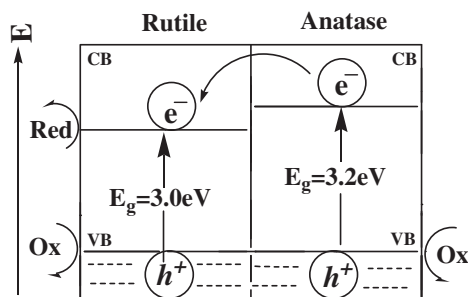 E
Rutile Anatase
CB CB
e⁻ e⁻
Red
E_g=3.0eV E_g=3.2eV
Ox VB VB Ox
h⁺ h⁺